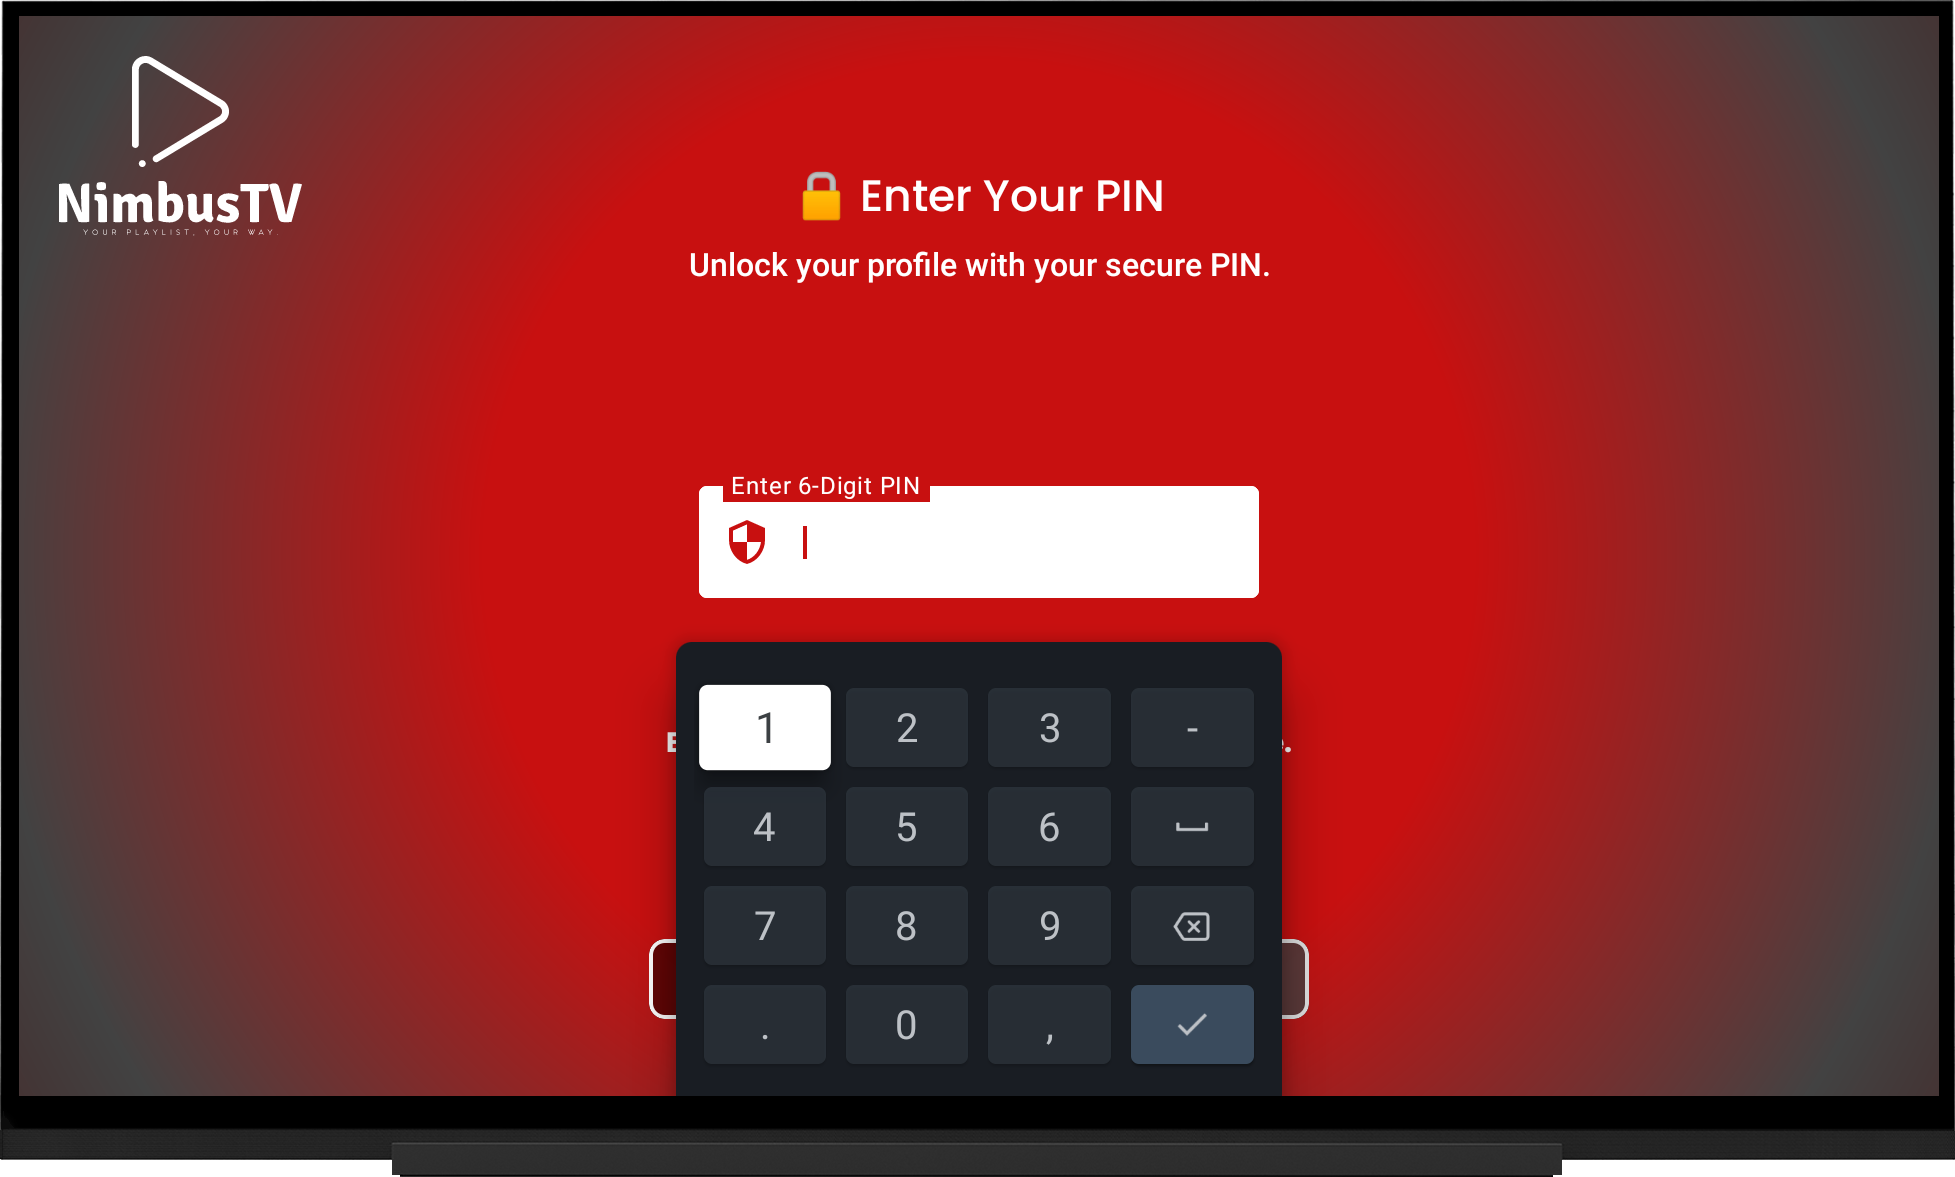 NimbusTV
YOUR PLAYLIST, YOUR WAY.
🔒 Enter Your PIN
Unlock your profile with your secure PIN.
Enter 6-Digit PIN
1 2 3 -
4 5 6
7 8 9
. 0 ,